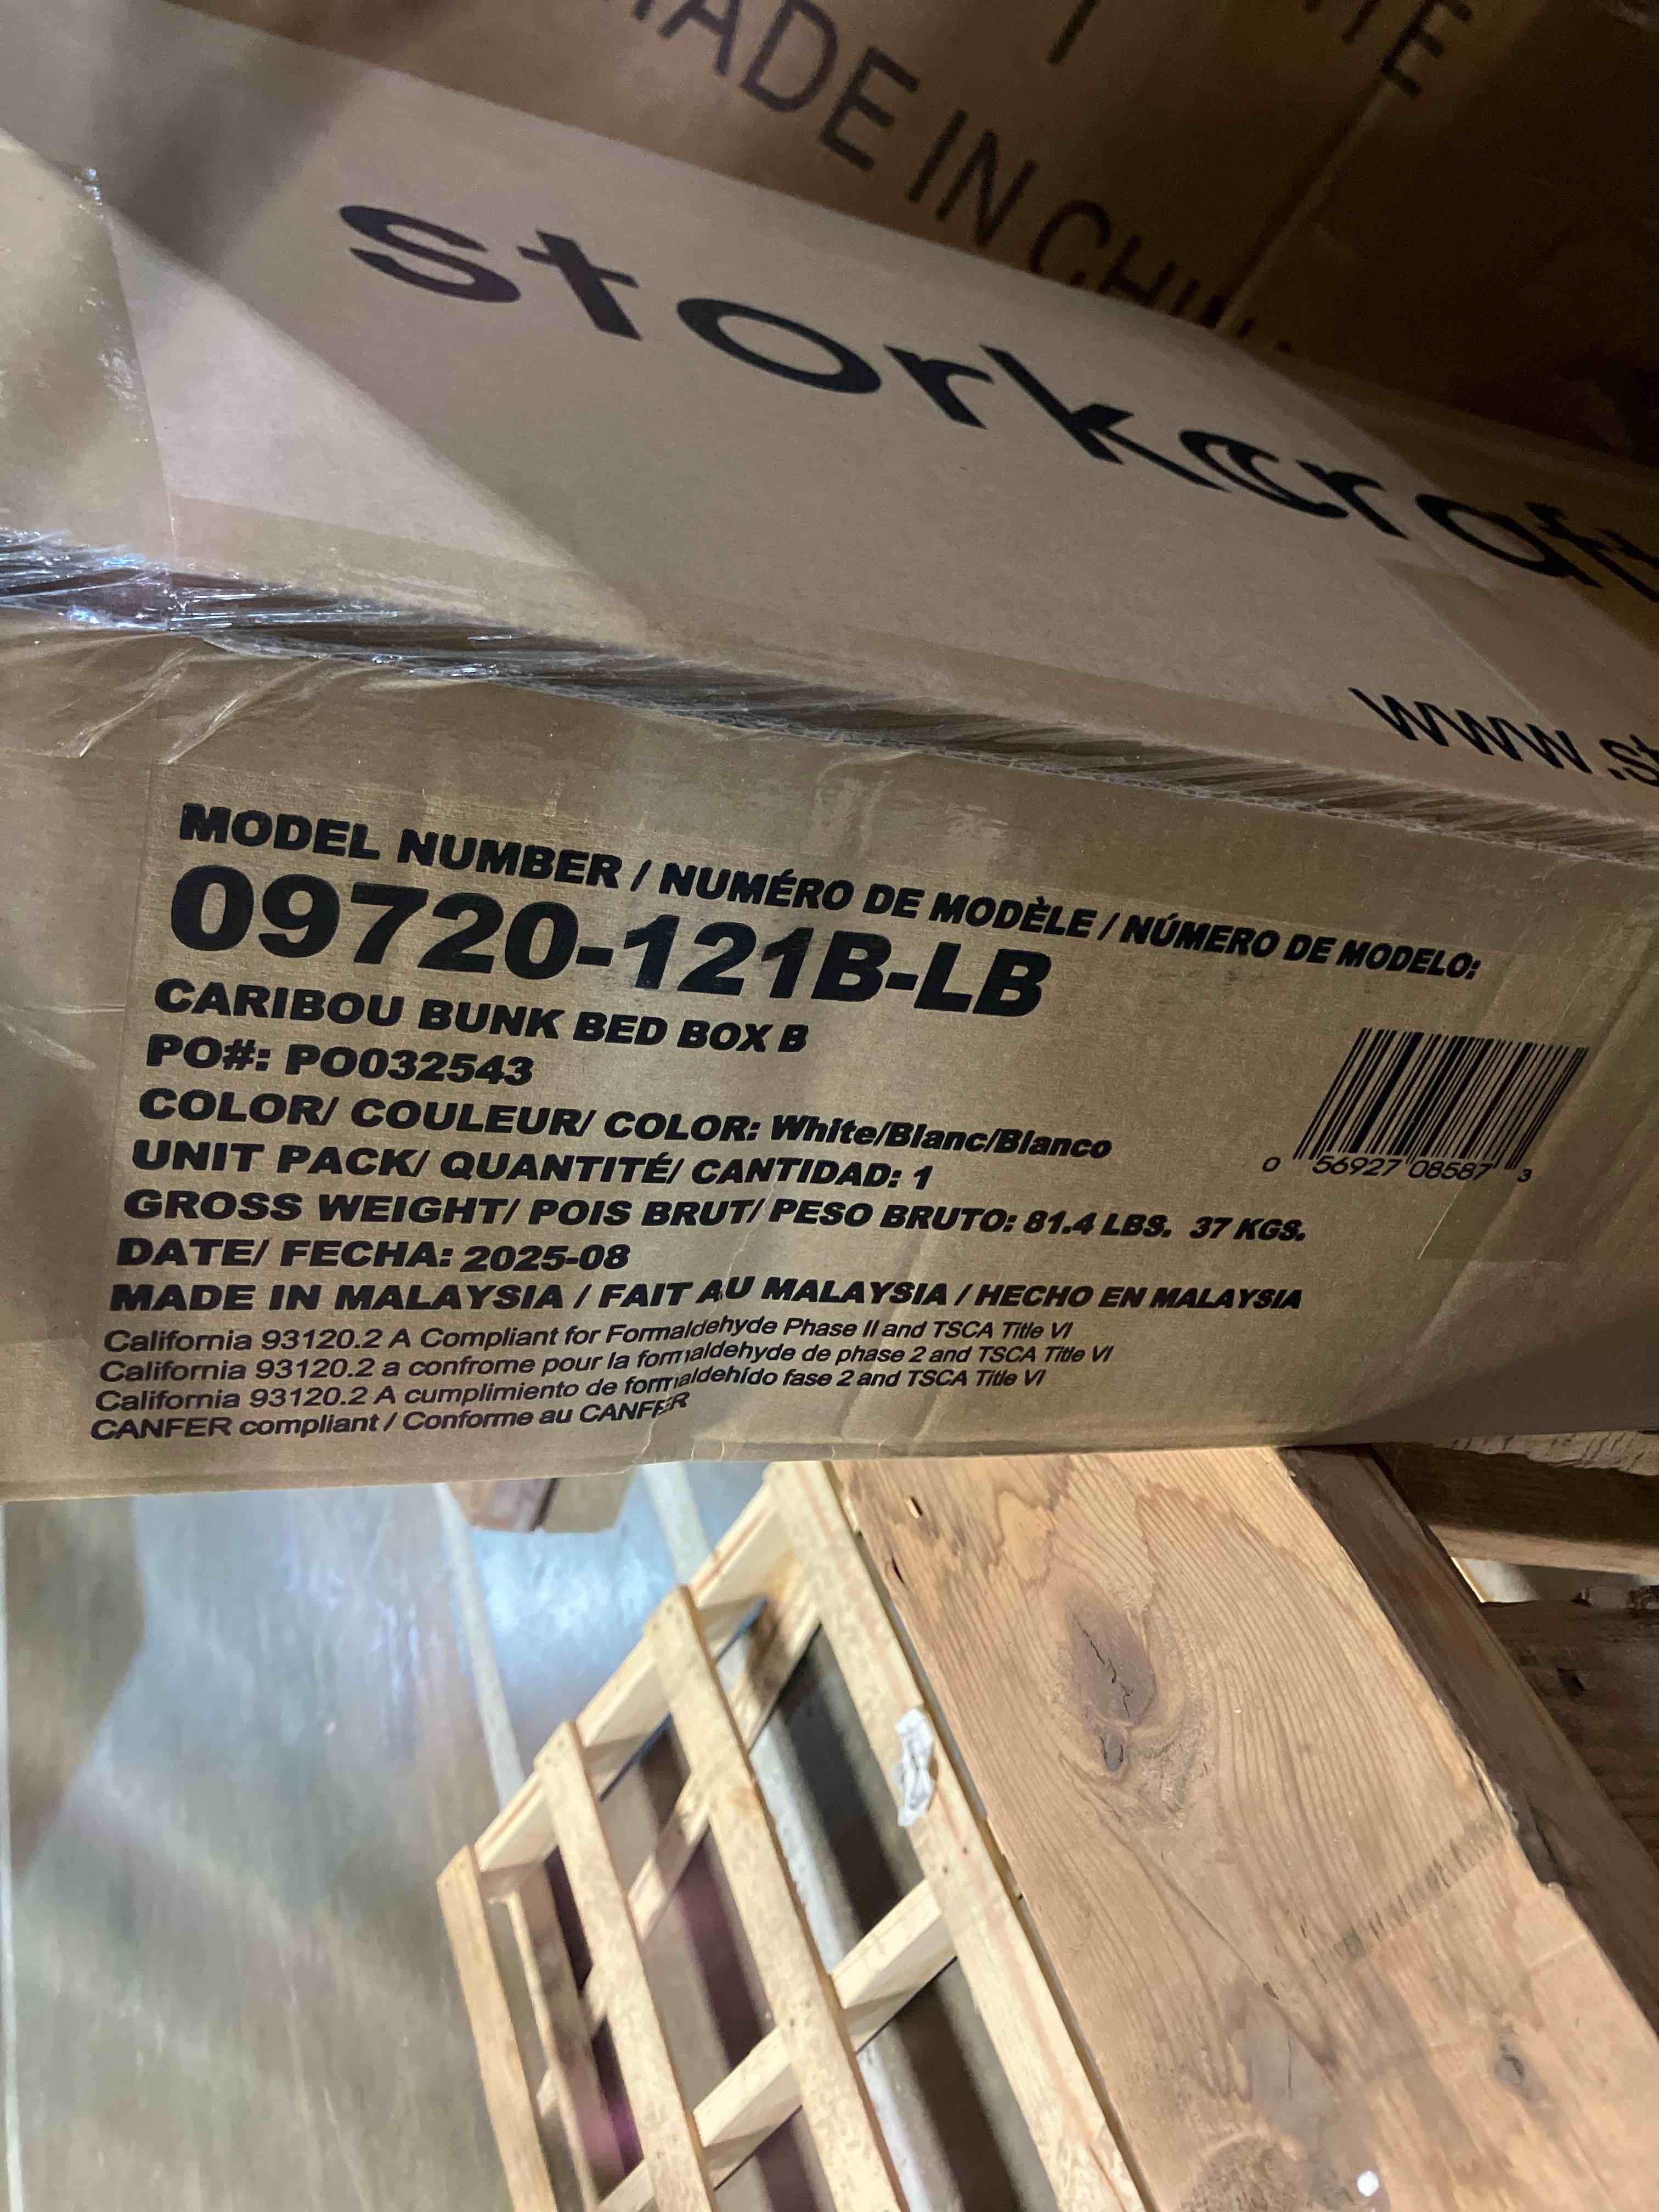 MADE IN
storkcraft
www.st
MODEL NUMBER / NUMÉRO DE MODÈLE / NÚMERO DE MODELO:
09720-121B-LB
CARIBOU BUNK BED BOX B
PO#: PO032543
COLOR/ COULEUR/ COLOR: White/Blanc/Blanco
UNIT PACK/ QUANTITÉ/ CANTIDAD: 1
GROSS WEIGHT/ POIS BRUT/ PESO BRUTO: 81.4 LBS. 37 KGS.
DATE/ FECHA: 2025-08
MADE IN MALAYSIA / FAIT AU MALAYSIA / HECHO EN MALAYSIA
California 93120.2 A Compliant for Formaldehyde Phase II and TSCA Title VI
California 93120.2 a confrome pour la formaldehyde de phase 2 and TSCA Title VI
California 93120.2 A cumplimiento de formaldehído fase 2 and TSCA Title VI
CANFER compliant / Conforme au CANFER
0 56927 08587 3